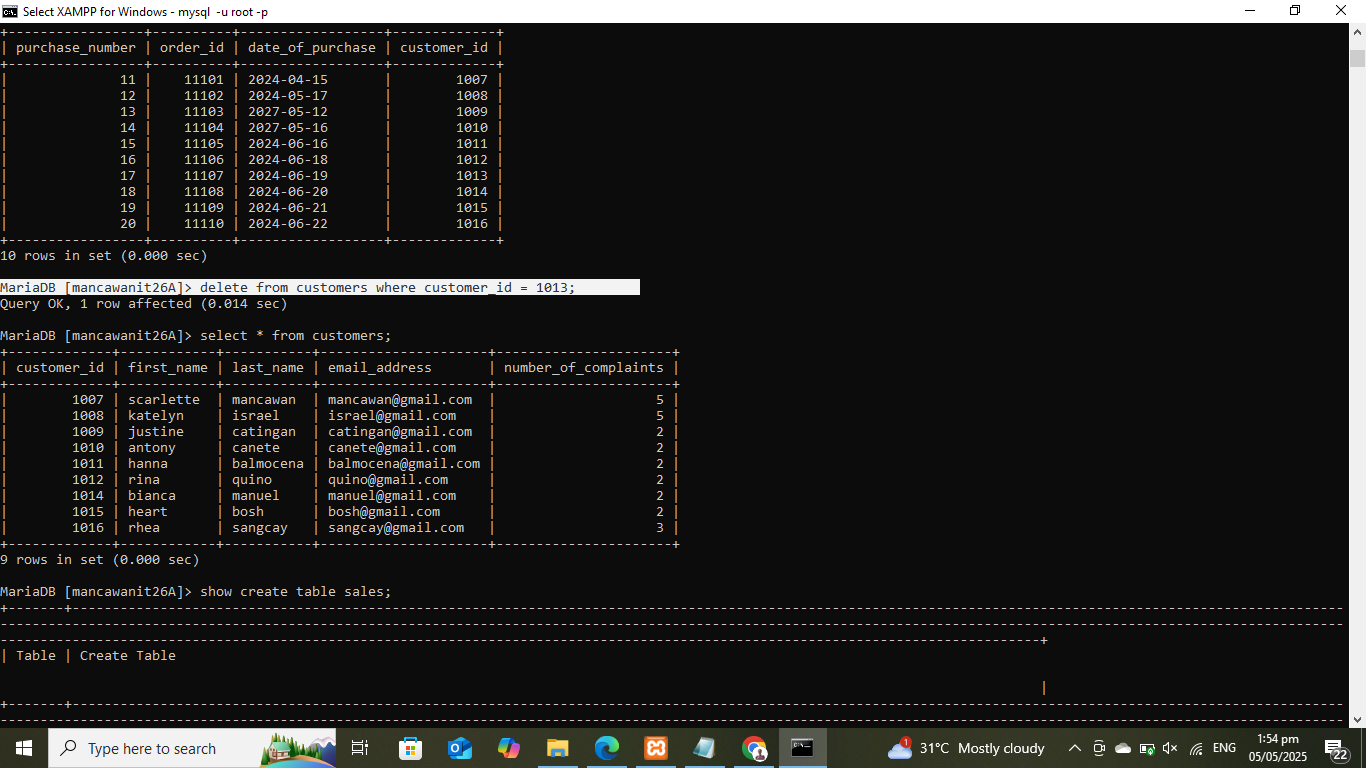 Select XAMPP for Windows - mysql  -u root -p
+-----------------+----------+------------------+-------------+
| purchase_number | order_id | date_of_purchase | customer_id |
+-----------------+----------+------------------+-------------+
|              11 |    11101 | 2024-04-15       |        1007 |
|              12 |    11102 | 2024-05-17       |        1008 |
|              13 |    11103 | 2027-05-12       |        1009 |
|              14 |    11104 | 2027-05-16       |        1010 |
|              15 |    11105 | 2024-06-16       |        1011 |
|              16 |    11106 | 2024-06-18       |        1012 |
|              17 |    11107 | 2024-06-19       |        1013 |
|              18 |    11108 | 2024-06-20       |        1014 |
|              19 |    11109 | 2024-06-21       |        1015 |
|              20 |    11110 | 2024-06-22       |        1016 |
+-----------------+----------+------------------+-------------+
10 rows in set (0.000 sec)
MariaDB [mancawanit26A]> delete from customers where customer_id = 1013;
Query OK, 1 row affected (0.014 sec)
MariaDB [mancawanit26A]> select * from customers;
+-------------+------------+-----------+---------------------+----------------------+
| customer_id | first_name | last_name | email_address       | number_of_complaints |
+-------------+------------+-----------+---------------------+----------------------+
|        1007 | scarlette  | mancawan  | mancawan@gmail.com  |                    5 |
|        1008 | katelyn    | israel    | israel@gmail.com    |                    5 |
|        1009 | justine    | catingan  | catingan@gmail.com  |                    2 |
|        1010 | antony     | canete    | canete@gmail.com    |                    2 |
|        1011 | hanna      | balmocena | balmocena@gmail.com |                    2 |
|        1012 | rina       | quino     | quino@gmail.com     |                    2 |
|        1014 | bianca     | manuel    | manuel@gmail.com    |                    2 |
|        1015 | heart      | bosh      | bosh@gmail.com      |                    2 |
|        1016 | rhea       | sangcay   | sangcay@gmail.com   |                    3 |
+-------------+------------+-----------+---------------------+----------------------+
9 rows in set (0.000 sec)
MariaDB [mancawanit26A]> show create table sales;
| Table | Create Table
|
Type here to search
1
31°C Mostly cloudy
ENG
1:54 pm
05/05/2025
22